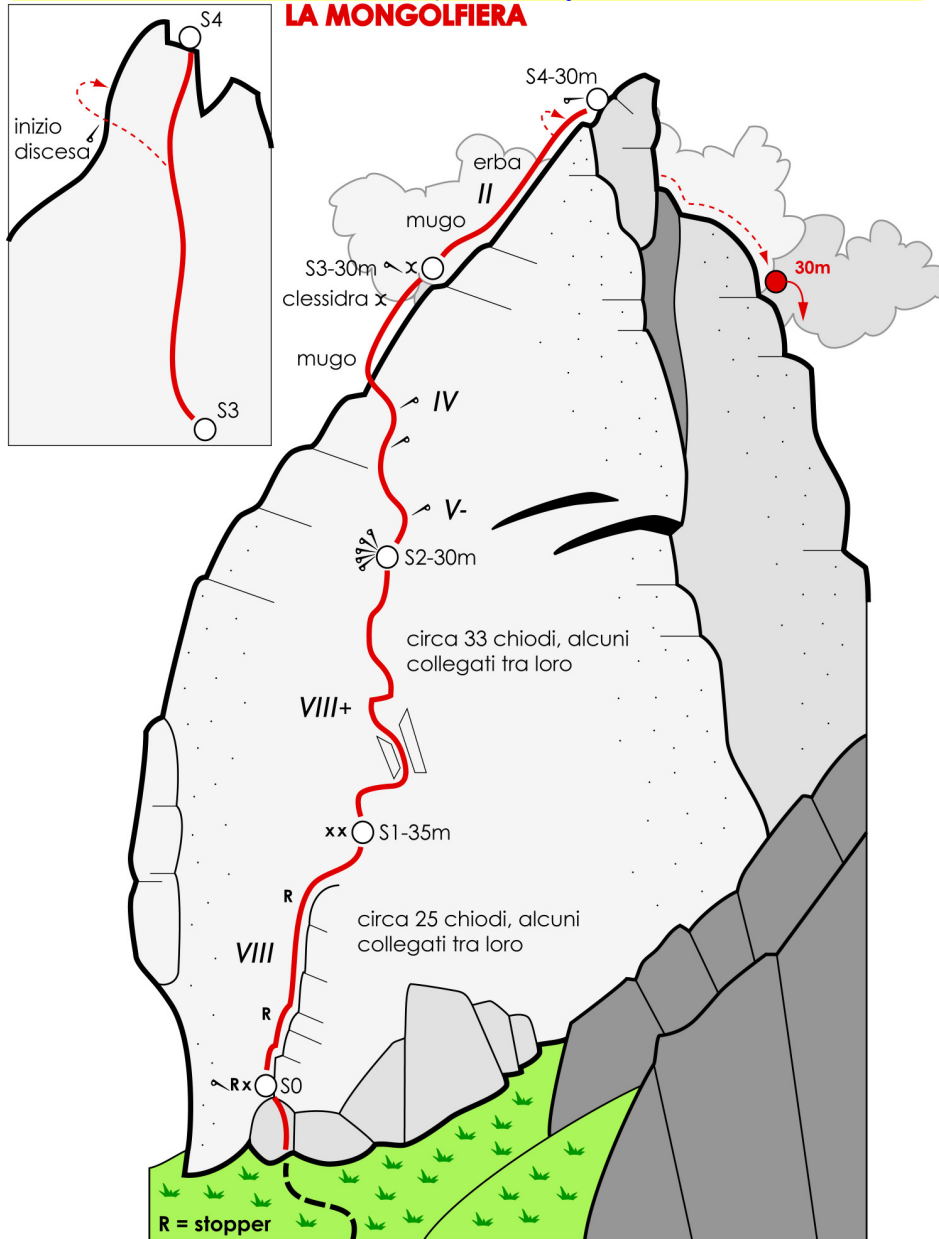 LA MONGOLFIERA
S4
inizio
discesa
S3
S4-30m
erba
II
mugo
S3-30m x
clessidra x
30m
mugo
IV
V-
S2-30m
circa 33 chiodi, alcuni
collegati tra loro
VIII+
xx S1-35m
R
circa 25 chiodi, alcuni
collegati tra loro
VIII
R
Rx S0
R = stopper